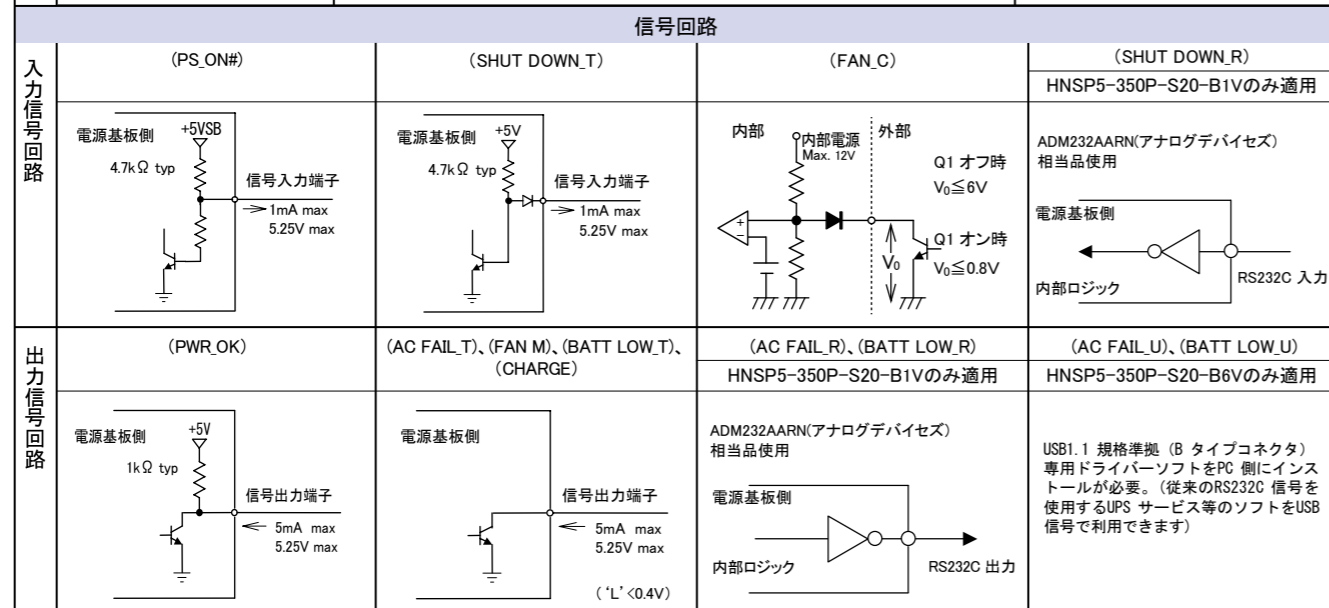 信号回路
入力信号回路
(PS_ON#)
電源基板側
+5VSB
4.7kΩ typ
信号入力端子
1mA max
5.25V max
(SHUT DOWN_T)
電源基板側
+5V
4.7kΩ typ
信号入力端子
1mA max
5.25V max
(FAN_C)
内部
内部電源
Max. 12V
外部
Q1 オフ時
V₀≦6V
Q1 オン時
V₀≦0.8V
V₀
+
−
(SHUT DOWN_R)
HNSP5-350P-S20-B1Vのみ適用
ADM232AARN(アナログデバイセズ)
相当品使用
電源基板側
内部ロジック
RS232C 入力
出力信号回路
(PWR_OK)
電源基板側
+5V
1kΩ typ
信号出力端子
5mA max
5.25V max
(AC FAIL_T)、(FAN M)、(BATT LOW_T)、
(CHARGE)
電源基板側
信号出力端子
5mA max
5.25V max
(‘L’<0.4V)
(AC FAIL_R)、(BATT LOW_R)
HNSP5-350P-S20-B1Vのみ適用
ADM232AARN(アナログデバイセズ)
相当品使用
電源基板側
内部ロジック
RS232C 出力
(AC FAIL_U)、(BATT LOW_U)
HNSP5-350P-S20-B6Vのみ適用
USB1.1 規格準拠 (B タイプコネクタ)
専用ドライバーソフトをPC 側にインス
トールが必要。(従来のRS232C 信号を
使用するUPS サービス等のソフトをUSB
信号で利用できます)